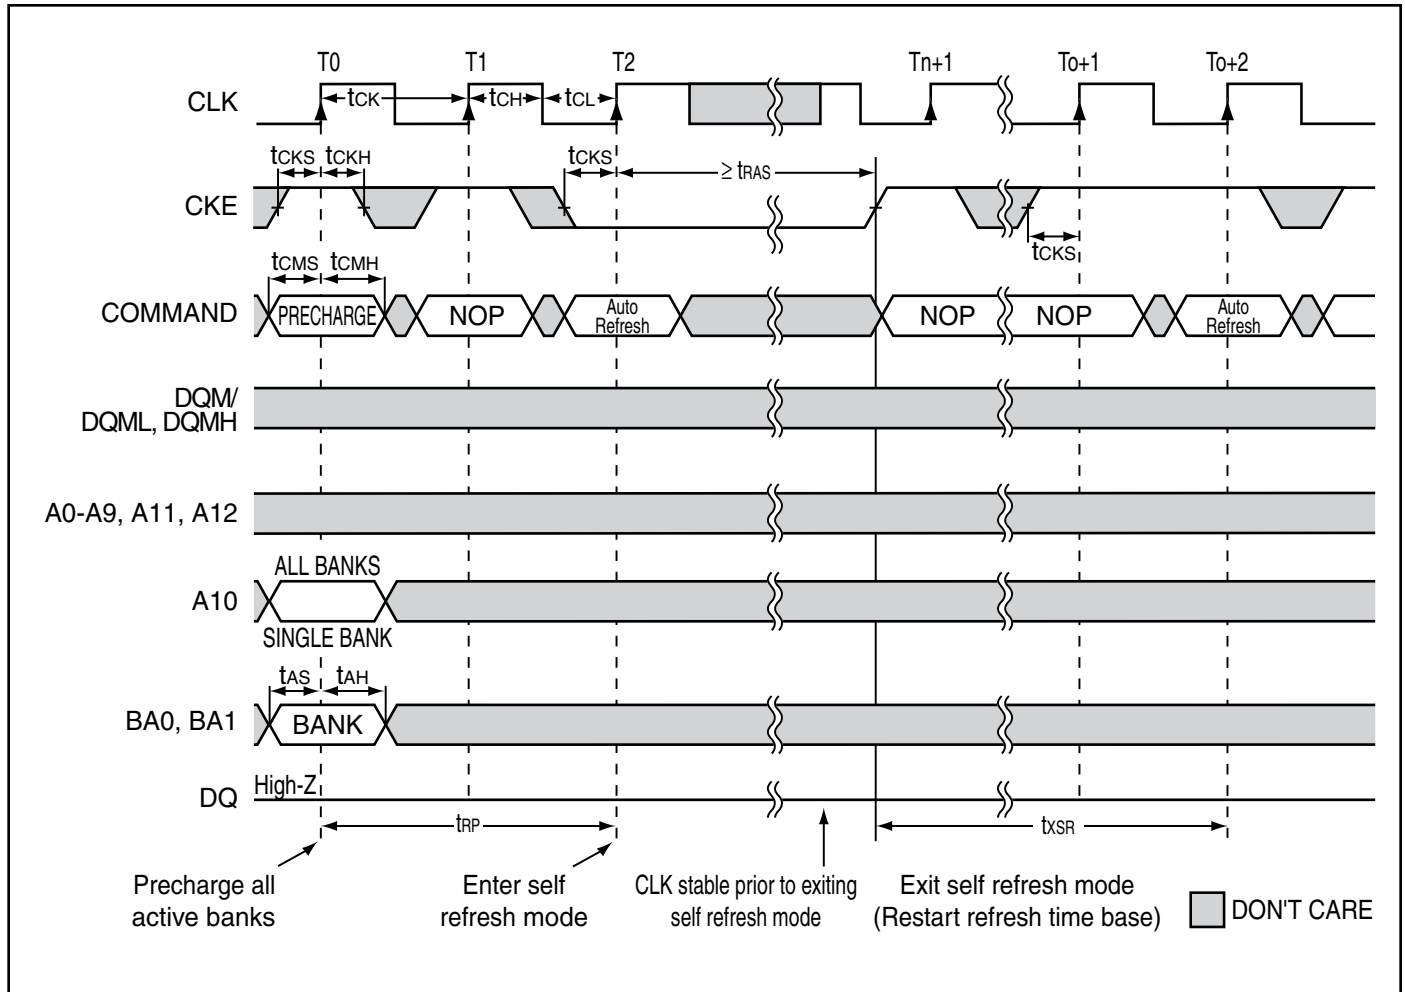 T0 T1 T2 Tn+1 To+1 To+2
CLK tCK tCH tCL
tCKS tCKH tCKS ≥ tRAS
CKE
tCKS
tCMS tCMH
COMMAND PRECHARGE NOP Auto Refresh NOP NOP Auto Refresh
DQM/
DQML, DQMH
A0-A9, A11, A12
ALL BANKS
A10
SINGLE BANK
tAS tAH
BA0, BA1 BANK
DQ High-Z
tRP tXSR
Precharge all
active banks
Enter self
refresh mode
CLK stable prior to exiting
self refresh mode
Exit self refresh mode
(Restart refresh time base)
DON'T CARE